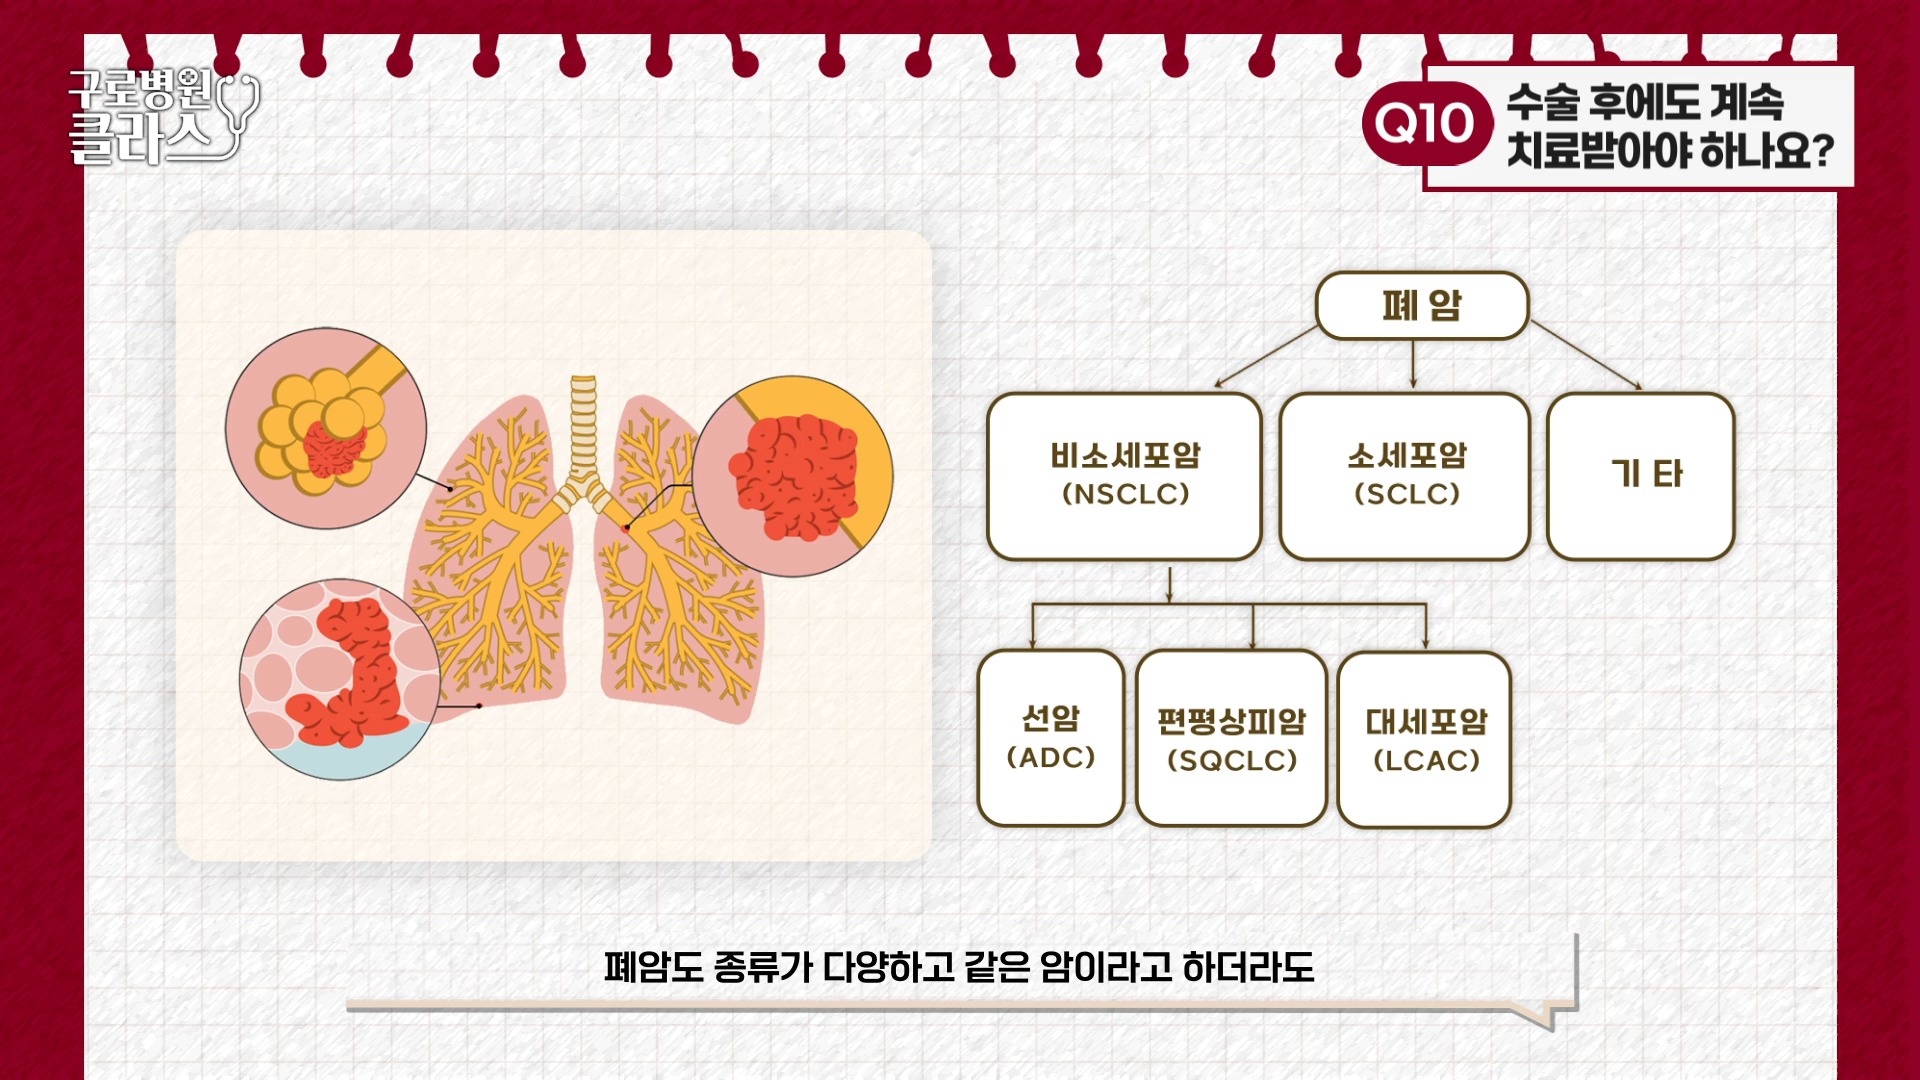 구로병원
클라스
Q10
수술 후에도 계속
치료받아야 하나요?
폐 암
비소세포암
(NSCLC)
소세포암
(SCLC)
기 타
선암
(ADC)
편평상피암
(SQCLC)
대세포암
(LCAC)
폐암도 종류가 다양하고 같은 암이라고 하더라도